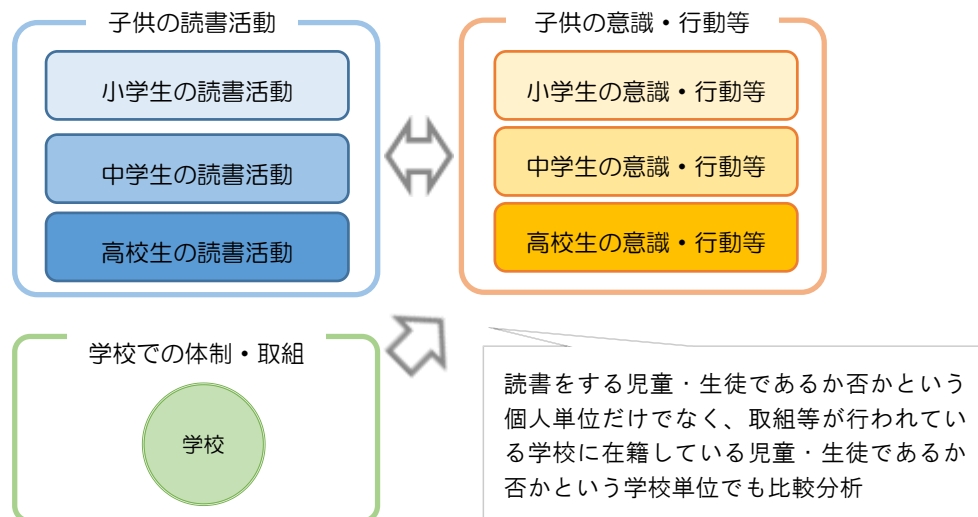 子供の読書活動
小学生の読書活動
中学生の読書活動
高校生の読書活動
子供の意識・行動等
小学生の意識・行動等
中学生の意識・行動等
高校生の意識・行動等
学校での体制・取組
学校
読書をする児童・生徒であるか否かという
個人単位だけでなく、取組等が行われてい
る学校に在籍している児童・生徒であるか
否かという学校単位でも比較分析